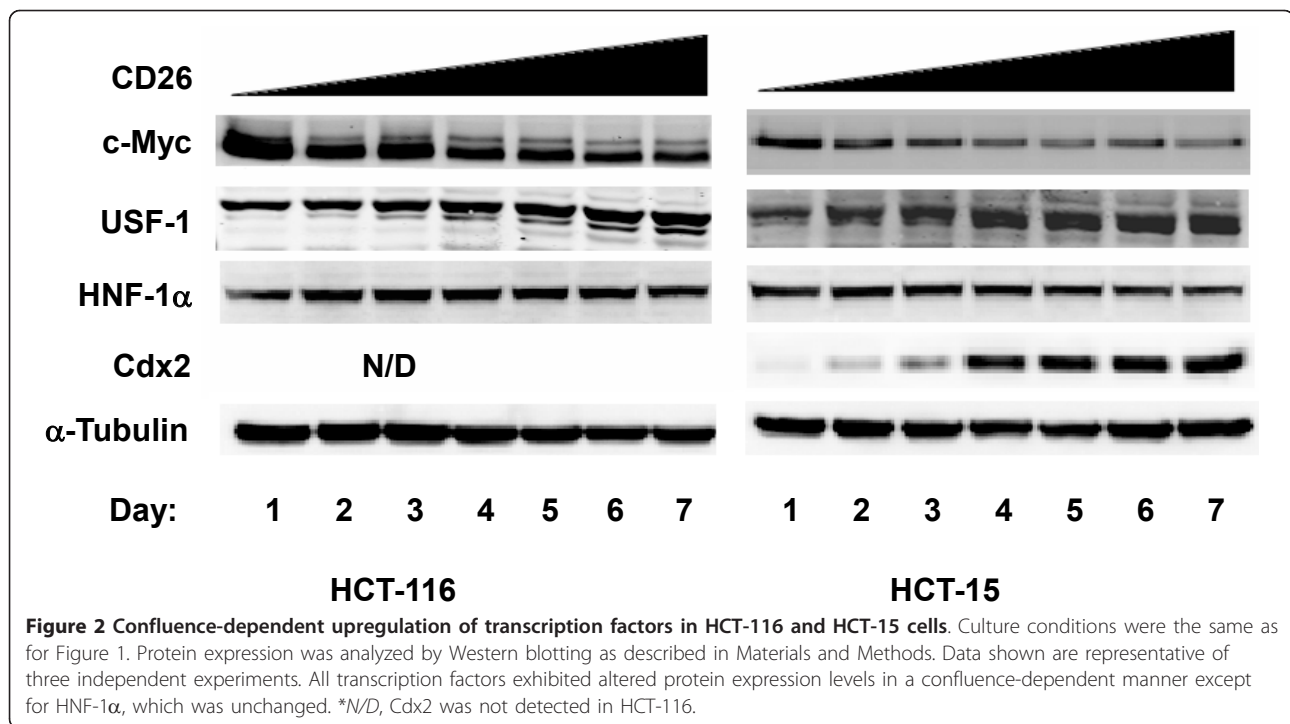 CD26
c-Myc
USF-1
HNF-1α
Cdx2
N/D
α-Tubulin
Day: 1 2 3 4 5 6 7 1 2 3 4 5 6 7
HCT-116 HCT-15
Figure 2 Confluence-dependent upregulation of transcription factors in HCT-116 and HCT-15 cells. Culture conditions were the same as
for Figure 1. Protein expression was analyzed by Western blotting as described in Materials and Methods. Data shown are representative of
three independent experiments. All transcription factors exhibited altered protein expression levels in a confluence-dependent manner except
for HNF-1α, which was unchanged. *N/D, Cdx2 was not detected in HCT-116.